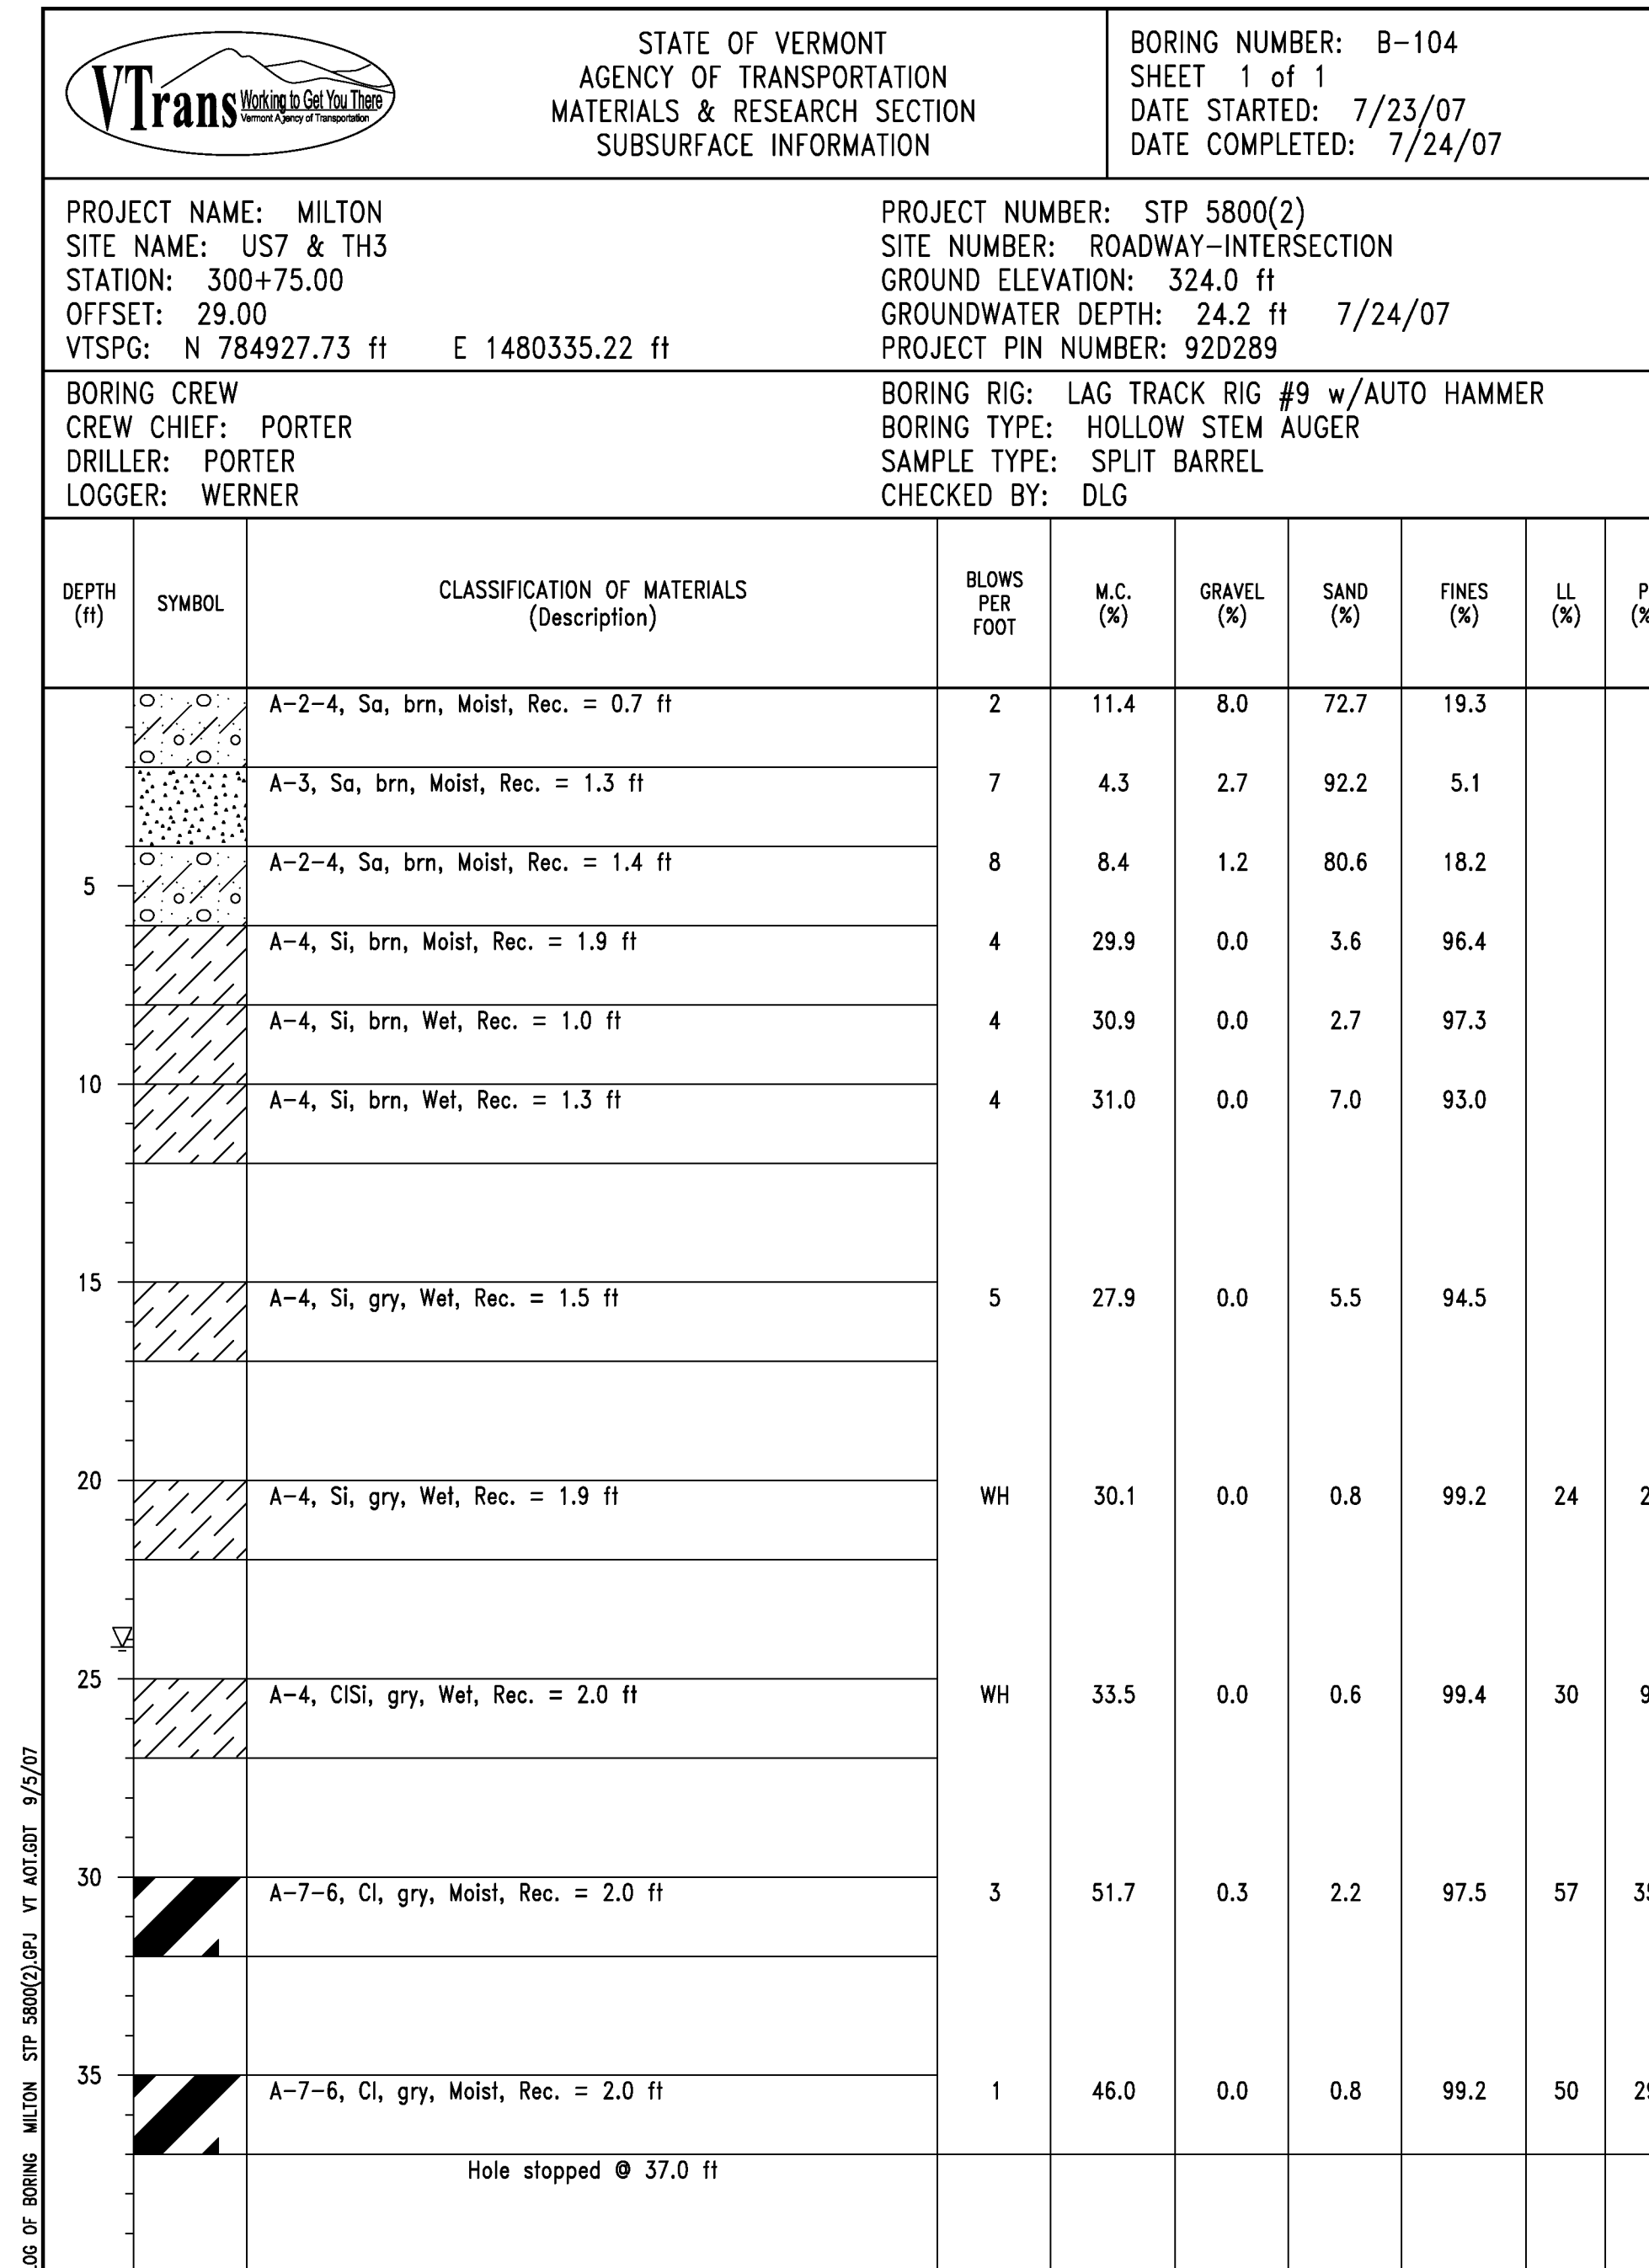 VTrans Working to Get You There
Vermont Agency of Transportation
STATE OF VERMONT
AGENCY OF TRANSPORTATION
MATERIALS & RESEARCH SECTION
SUBSURFACE INFORMATION
BORING NUMBER: B-104
SHEET 1 of 1
DATE STARTED: 7/23/07
DATE COMPLETED: 7/24/07
PROJECT NAME: MILTON
SITE NAME: US7 & TH3
STATION: 300+75.00
OFFSET: 29.00
VTSPG: N 784927.73 ft E 1480335.22 ft
PROJECT NUMBER: STP 5800(2)
SITE NUMBER: ROADWAY-INTERSECTION
GROUND ELEVATION: 324.0 ft
GROUNDWATER DEPTH: 24.2 ft 7/24/07
PROJECT PIN NUMBER: 92D289
BORING CREW
CREW CHIEF: PORTER
DRILLER: PORTER
LOGGER: WERNER
BORING RIG: LAG TRACK RIG #9 w/AUTO HAMMER
BORING TYPE: HOLLOW STEM AUGER
SAMPLE TYPE: SPLIT BARREL
CHECKED BY: DLG
DEPTH (ft) SYMBOL CLASSIFICATION OF MATERIALS (Description) BLOWS PER FOOT M.C. (%) GRAVEL (%) SAND (%) FINES (%) LL (%) P (%
A-2-4, Sa, brn, Moist, Rec. = 0.7 ft 2 11.4 8.0 72.7 19.3
A-3, Sa, brn, Moist, Rec. = 1.3 ft 7 4.3 2.7 92.2 5.1
A-2-4, Sa, brn, Moist, Rec. = 1.4 ft 8 8.4 1.2 80.6 18.2
5
A-4, Si, brn, Moist, Rec. = 1.9 ft 4 29.9 0.0 3.6 96.4
A-4, Si, brn, Wet, Rec. = 1.0 ft 4 30.9 0.0 2.7 97.3
10
A-4, Si, brn, Wet, Rec. = 1.3 ft 4 31.0 0.0 7.0 93.0
15
A-4, Si, gry, Wet, Rec. = 1.5 ft 5 27.9 0.0 5.5 94.5
20
A-4, Si, gry, Wet, Rec. = 1.9 ft WH 30.1 0.0 0.8 99.2 24 2
25
A-4, ClSi, gry, Wet, Rec. = 2.0 ft WH 33.5 0.0 0.6 99.4 30 9
30
A-7-6, Cl, gry, Moist, Rec. = 2.0 ft 3 51.7 0.3 2.2 97.5 57
35
A-7-6, Cl, gry, Moist, Rec. = 2.0 ft 1 46.0 0.0 0.8 99.2 50
Hole stopped @ 37.0 ft
OG OF BORING MILTON STP 5800(2).GPJ VT AOT.GDT 9/5/07